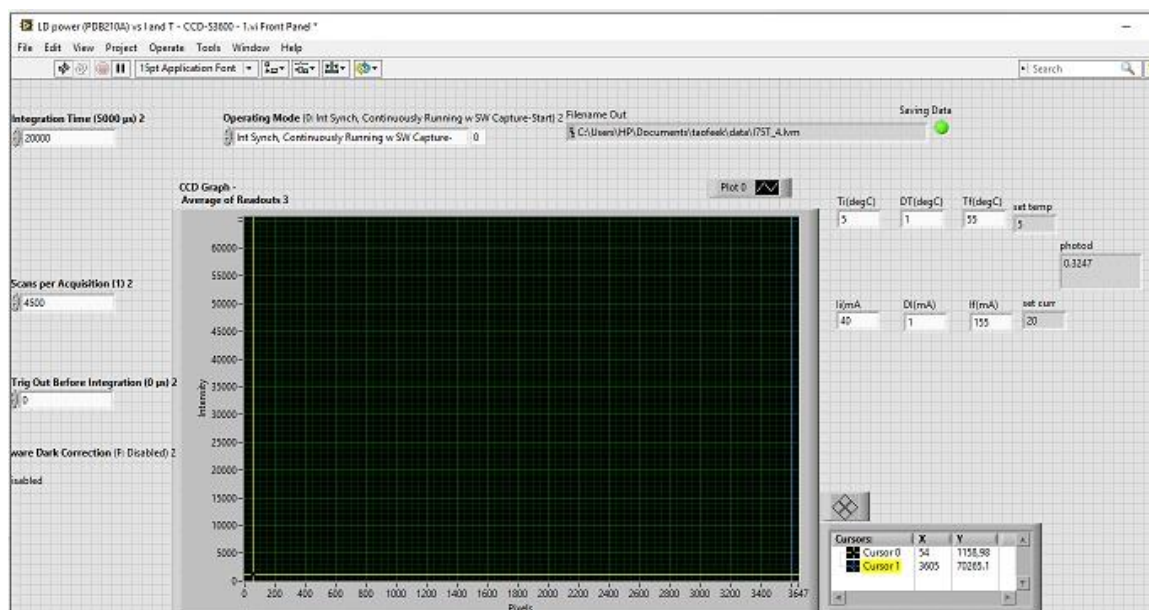 LD power (PDB210A) vs I and T - CCD-S3600 - 1.vi Front Panel *
File Edit View Project Operate Tools Window Help
15pt Application Font
Search
Integration Time (5000 µs) 2
20000
Operating Mode (0: Int Synch, Continuously Running w SW Capture-Start) 2
Int Synch, Continuously Running w SW Capture- 0
Filename Out
C:\Users\HP\Documents\taofeek\data\I75T_4.lvm
Saving Data
CCD Graph -
Average of Readouts 3
Plot 0
Ti(degC) DT(degC) Tf(degC) set temp
5 1 55 5
photod
0.3247
Scans per Acquisition (1) 2
4500
Ii(mA DI(mA) If(mA) set curr
40 1 155 20
Trig Out Before Integration (0 µs) 2
0
ware Dark Correction (F: Disabled) 2
isabled
Intensity
60000
55000
50000
45000
40000
35000
30000
25000
20000
15000
10000
5000
0
0 200 400 600 800 1000 1200 1400 1600 1800 2000 2200 2400 2600 2800 3000 3200 3400 3647
Pixels
Cursors: X Y
Cursor 0 54 1158,98
Cursor 1 3605 70265,1